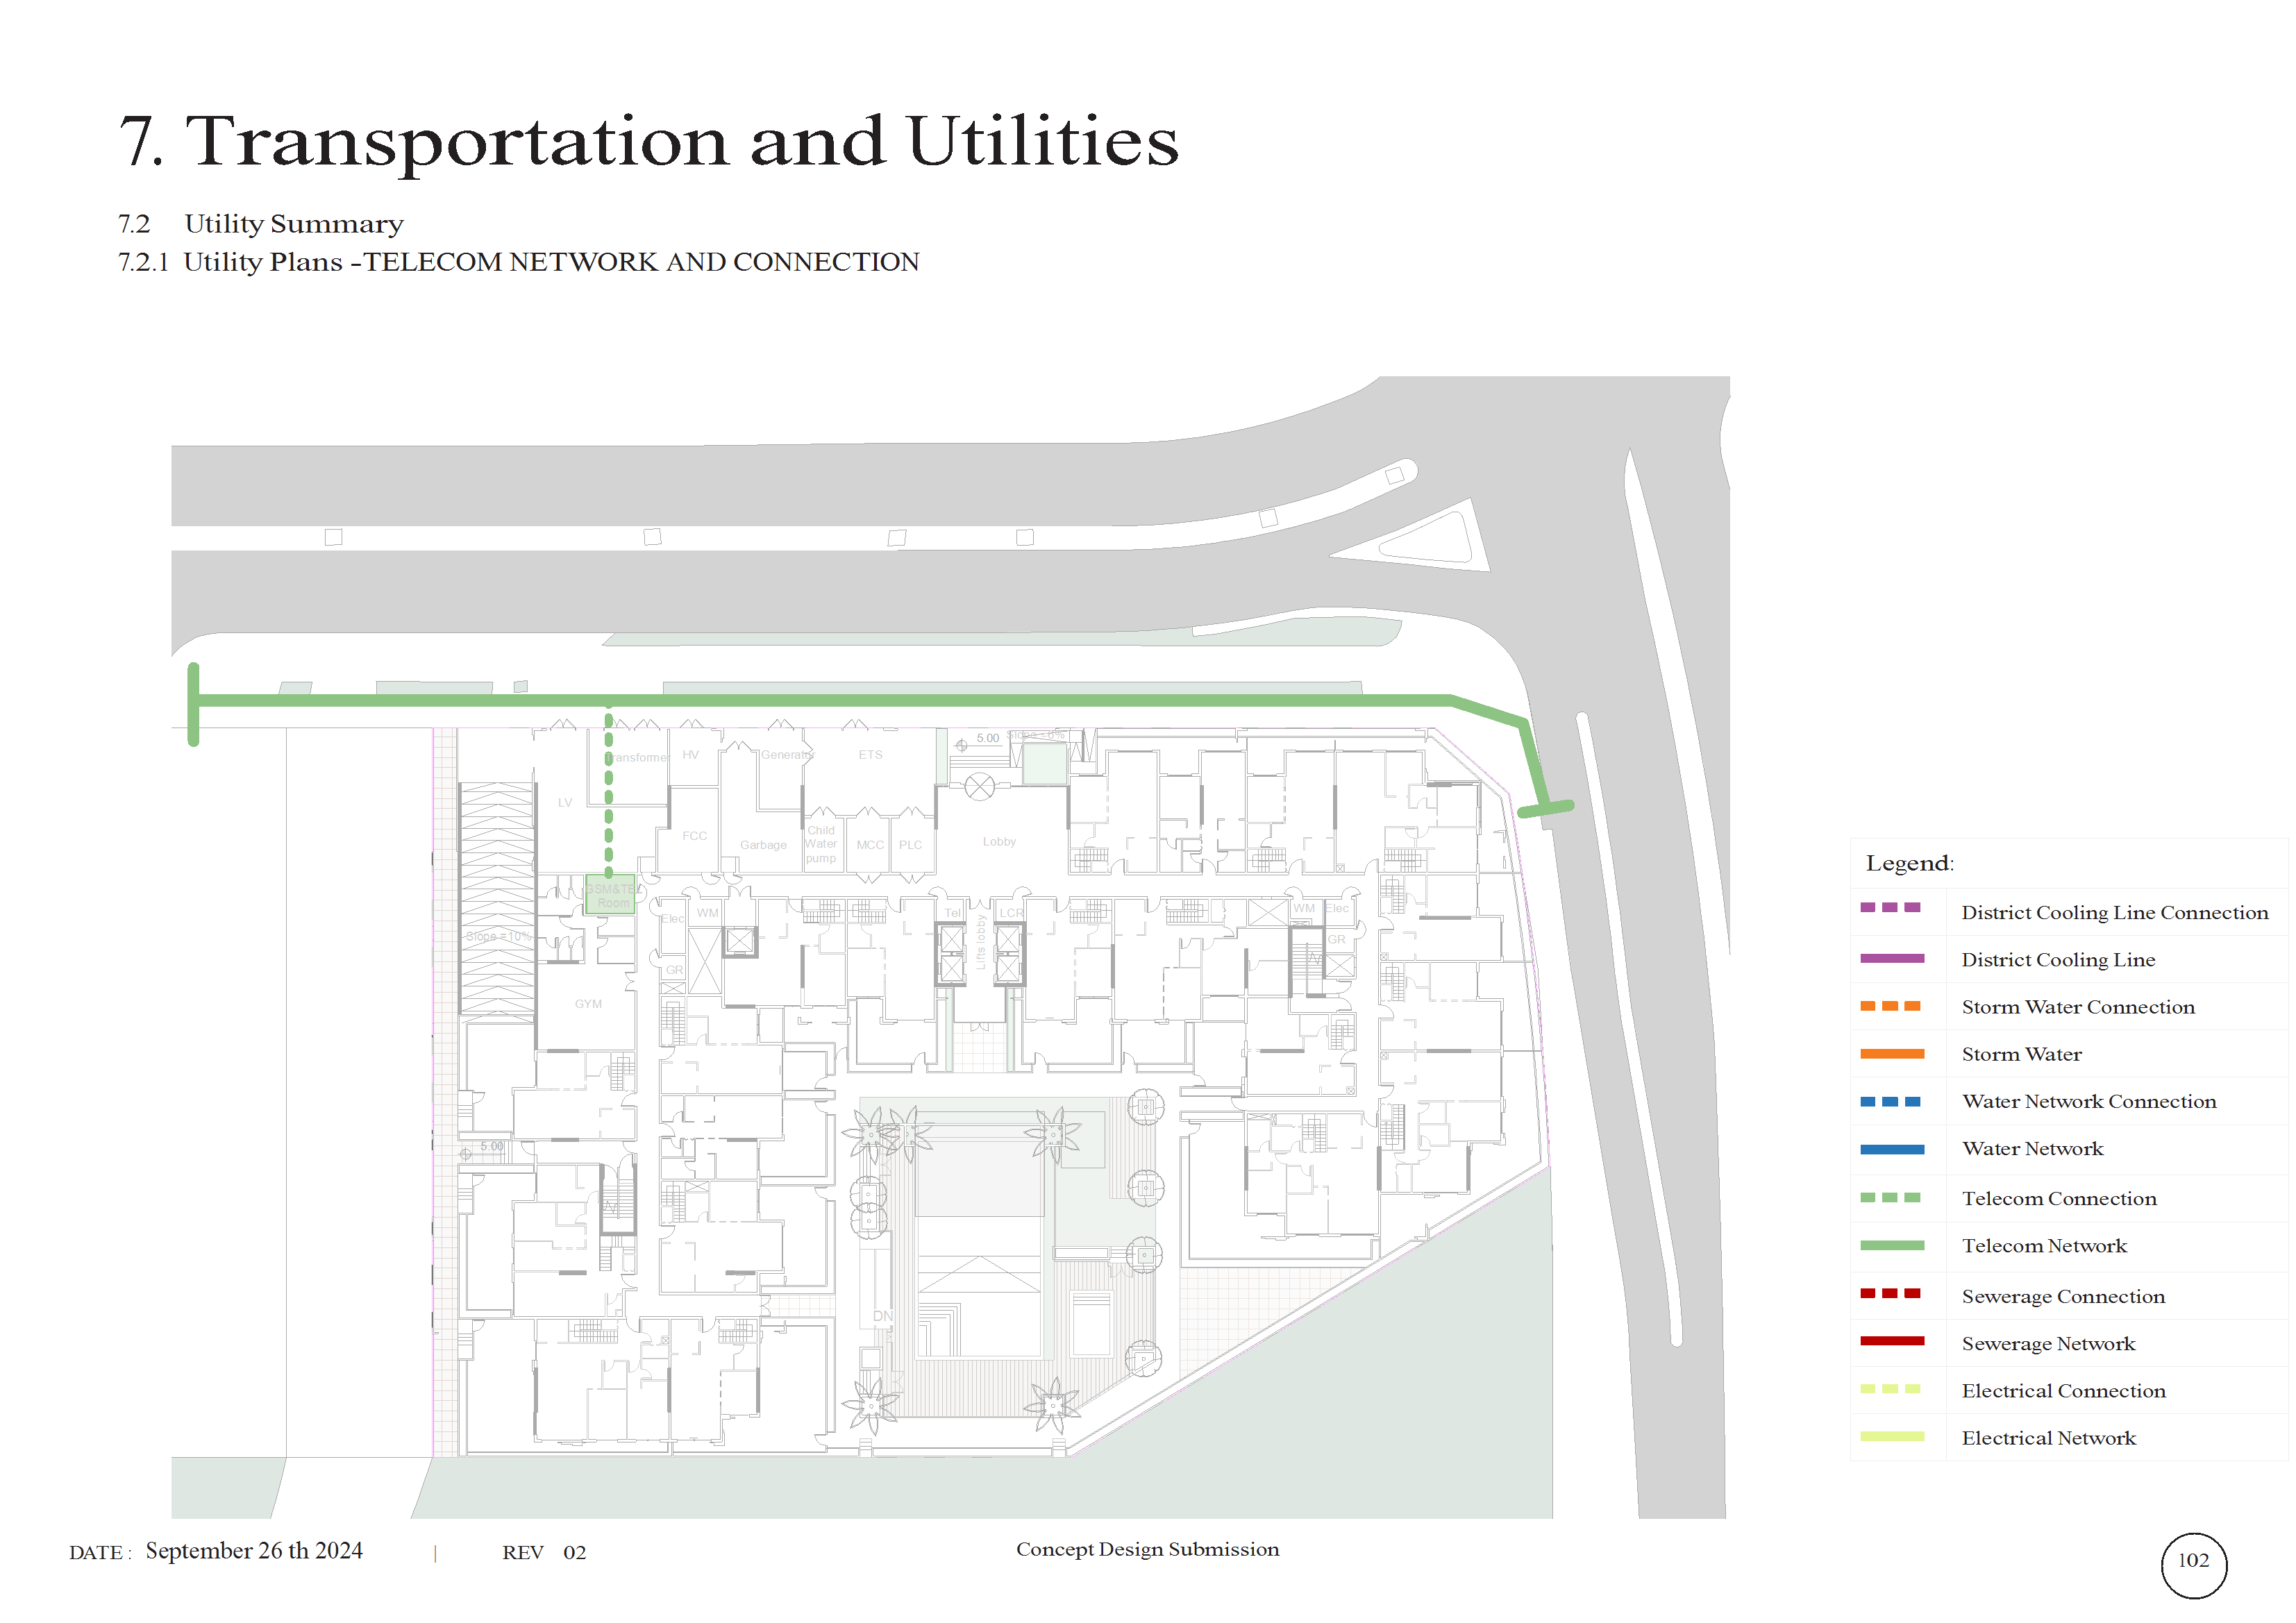 7. Transportation and Utilities
7.2 Utility Summary
7.2.1 Utility Plans -TELECOM NETWORK AND CONNECTION
5.00
Slope - 8%
Transformer
HV
Generator
ETS
LV
FCC
Garbage
Child
Water
pump
MCC
PLC
Lobby
GSM&TEL
Room
Elec
WM
Tel
LCR
WM
Elec
Lifts lobby
Slope =10%
GR
GR
GYM
5.00
DN
Legend:
District Cooling Line Connection
District Cooling Line
Storm Water Connection
Storm Water
Water Network Connection
Water Network
Telecom Connection
Telecom Network
Sewerage Connection
Sewerage Network
Electrical Connection
Electrical Network
DATE : September 26 th 2024 | REV 02
Concept Design Submission
102